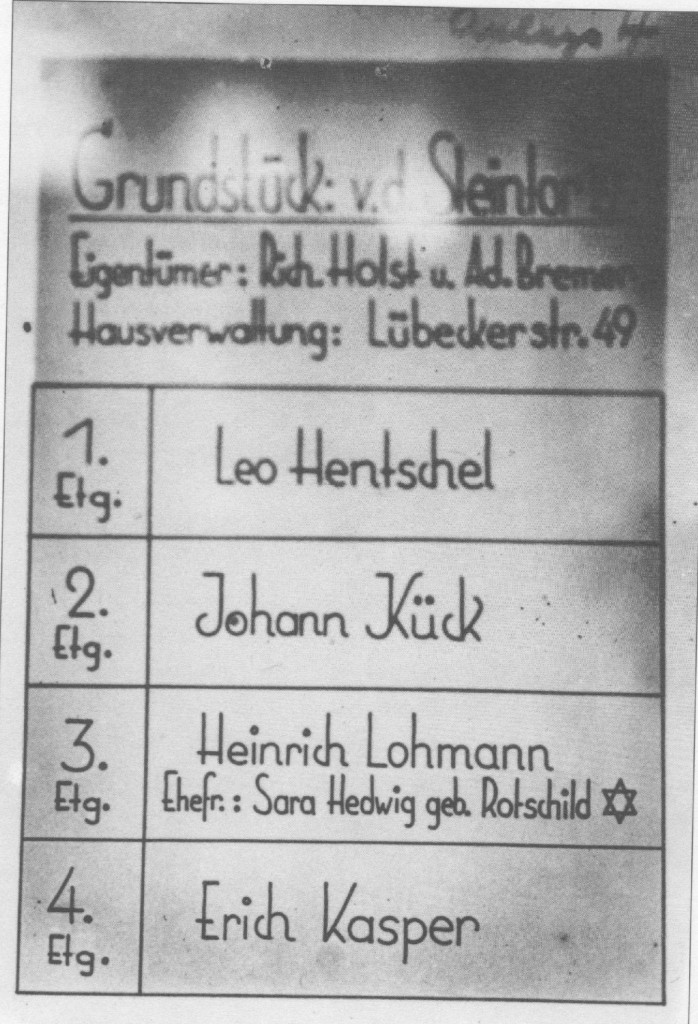 Grundstück: v.d. Steintor
Eigentümer: Rich. Holst u. Ad. Bremer
Hausverwaltung: Lübeckerstr. 49
1. Etg.
Leo Hentschel
2. Etg.
Johann Kück
3. Etg.
Heinrich Lohmann
Ehefr.: Sara Hedwig geb. Rotschild ✡
4. Etg.
Erich Kasper